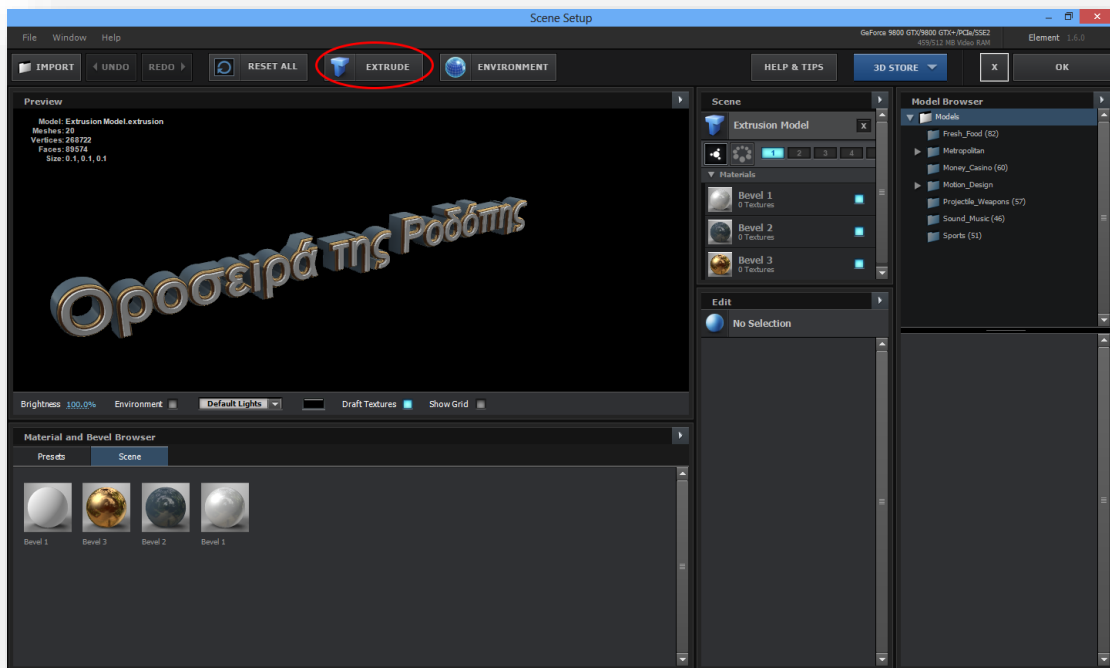 Scene Setup
File Window Help
GeForce 9800 GTX/9800 GTX+/PCIe/SSE2
459/512 MB Video RAM
Element 1.6.0
IMPORT UNDO REDO RESET ALL EXTRUDE ENVIRONMENT HELP & TIPS 3D STORE X OK
Preview
Model: Extrusion Model.extrusion
Meshes: 20
Vertices: 268722
Faces: 89574
Size: 0.1, 0.1, 0.1
Οροσειρά της Ροδόπης
Brightness 100.0% Environment Default Lights Draft Textures Show Grid
Material and Bevel Browser
Presets Scene
Bevel 1 Bevel 3 Bevel 2 Bevel 1
Scene
Extrusion Model X
1 2 3 4
Materials
Bevel 1
0 Textures
Bevel 2
0 Textures
Bevel 3
0 Textures
Edit
No Selection
Model Browser
Models
Fresh_Food (82)
Metropolitan
Money_Casino (60)
Motion_Design
Projectile_Weapons (57)
Sound_Music (46)
Sports (51)